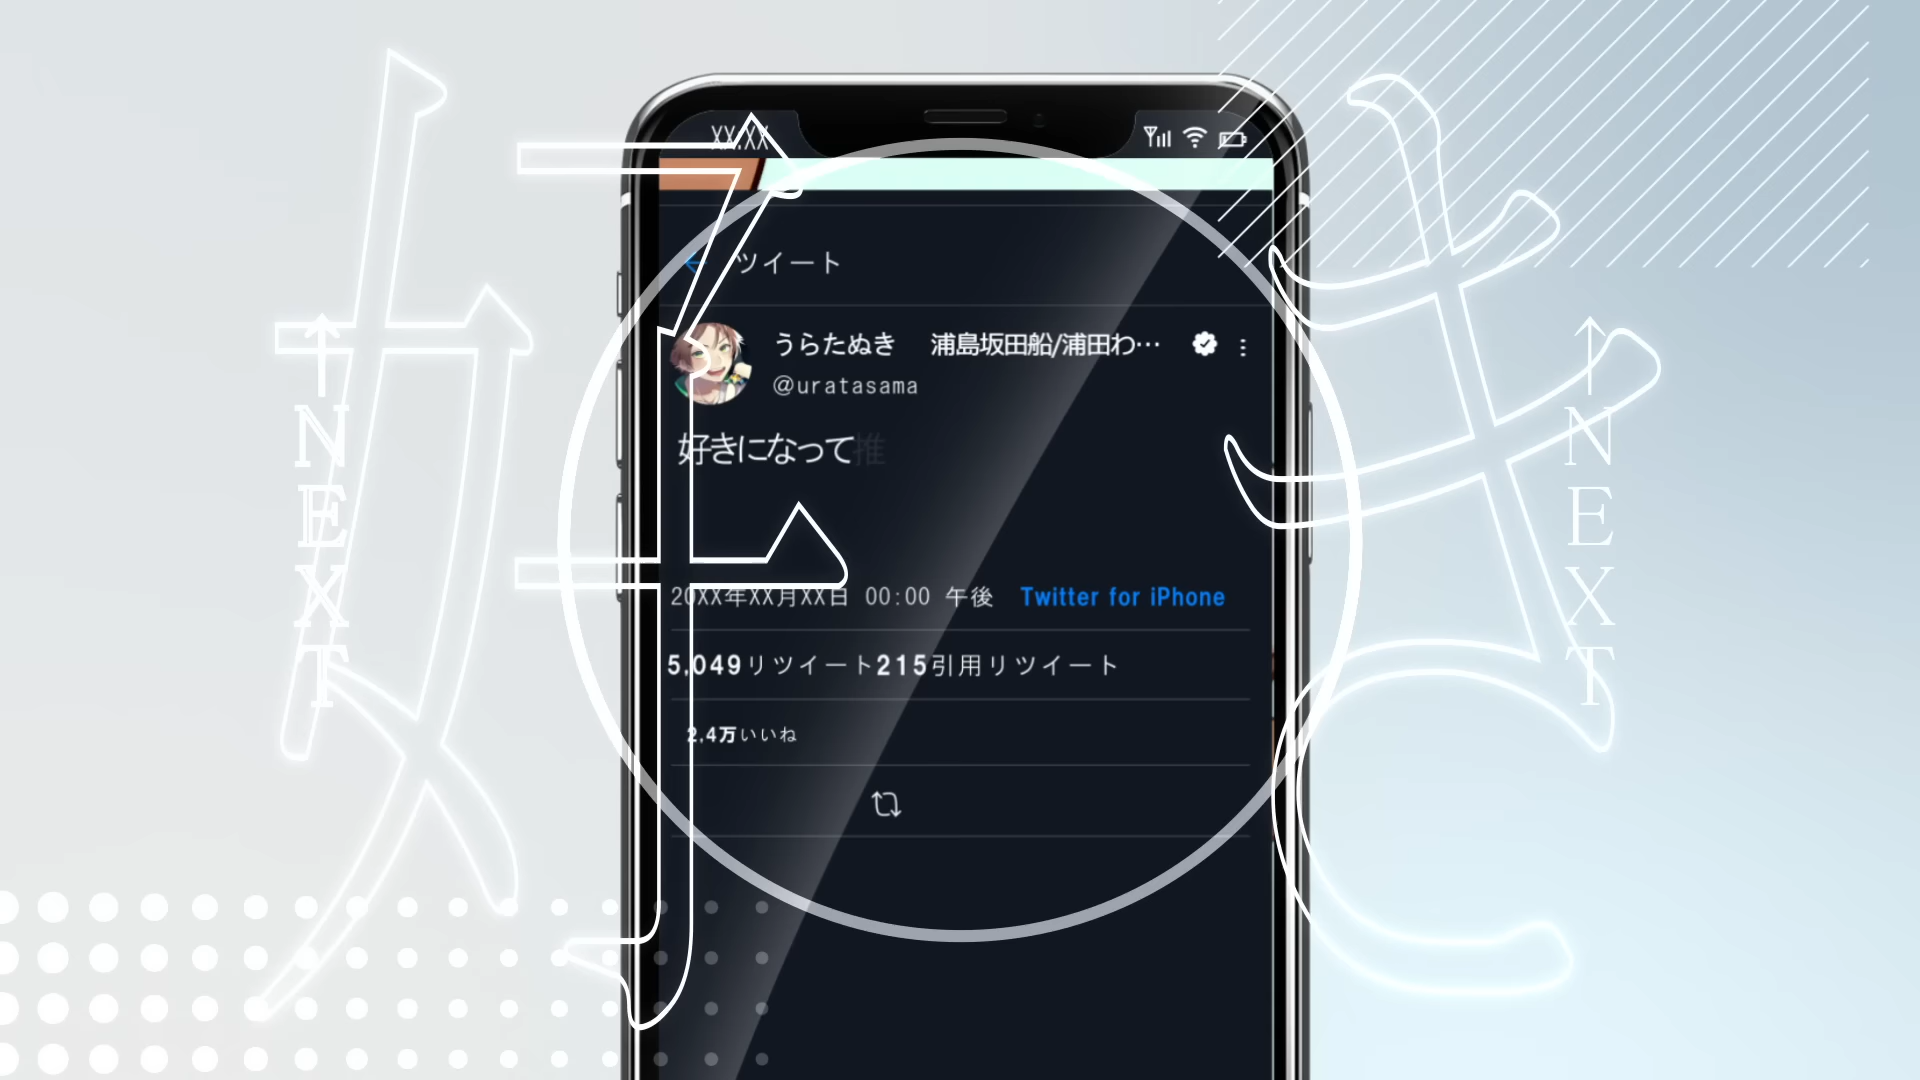 好き
↑NEXT
↑NEXT
XX:XX
ツイート
うらたぬき 浦島坂田船/浦田わ…
@uratasama
好きになって推
20XX年XX月XX日 00:00 午後 Twitter for iPhone
5,049リツイート215引用リツイート
2.4万いいね